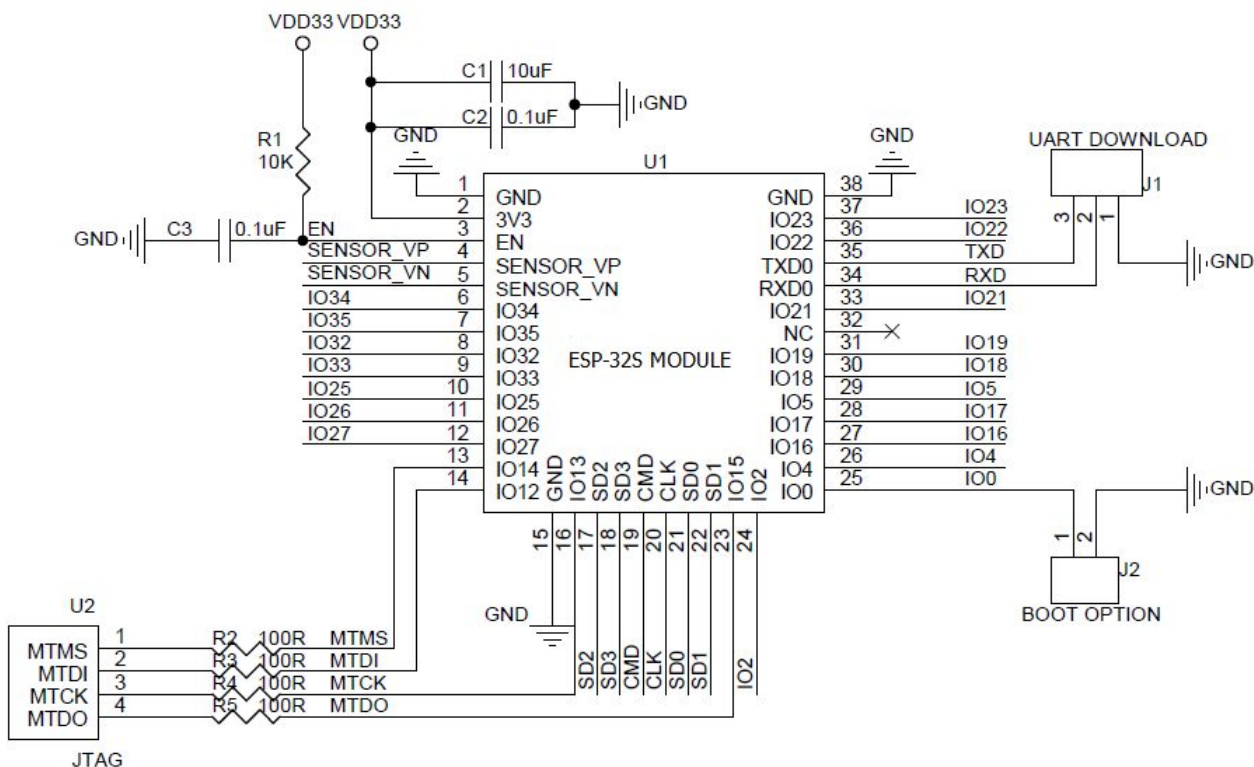 VDD33 VDD33
C1 10uF
GND
C2 0.1uF
R1
10K
GND
U1
GND
UART DOWNLOAD
J1
3 2 1
GND
GND C3 0.1uF EN
SENSOR_VP
SENSOR_VN
IO34
IO35
IO32
IO33
IO25
IO26
IO27
1 GND
2 3V3
3 EN
4 SENSOR_VP
5 SENSOR_VN
6 IO34
7 IO35
8 IO32
9 IO33
10 IO25
11 IO26
12 IO27
13 IO14
14 IO12
ESP-32S MODULE
GND 38
IO23 37 IO23
IO22 36 IO22
TXD0 35 TXD
RXD0 34 RXD
IO21 33 IO21
NC 32
IO19 31 IO19
IO18 30 IO18
IO5 29 IO5
IO17 28 IO17
IO16 27 IO16
IO4 26 IO4
IO0 25 IO0
GND IO13 SD2 SD3 CMD CLK SD0 SD1 IO15 IO2
15 16 17 18 19 20 21 22 23 24
GND
SD2 SD3 CMD CLK SD0 SD1 IO2
GND
1 2
J2
BOOT OPTION
U2
MTMS 1 R2 100R MTMS
MTDI 2 R3 100R MTDI
MTCK 3 R4 100R MTCK
MTDO 4 R5 100R MTDO
JTAG